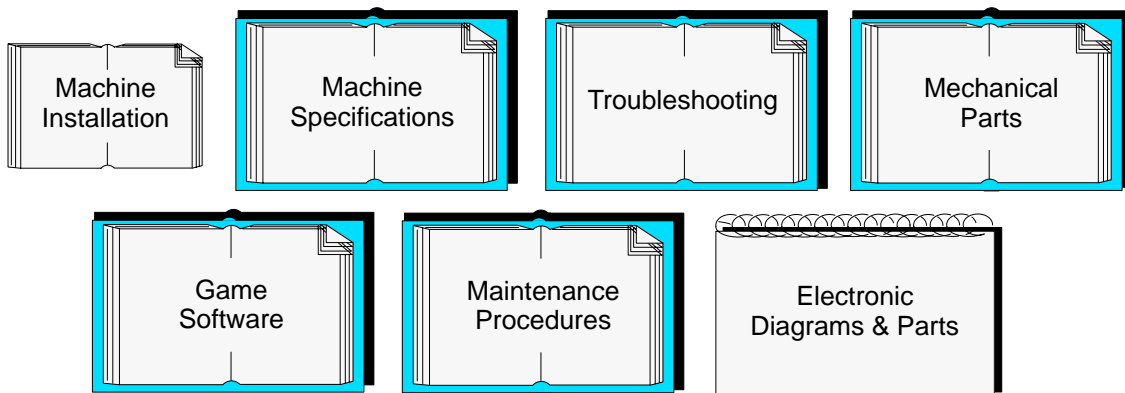 Machine
Installation
Machine
Specifications
Troubleshooting
Mechanical
Parts
Game
Software
Maintenance
Procedures
Electronic
Diagrams & Parts